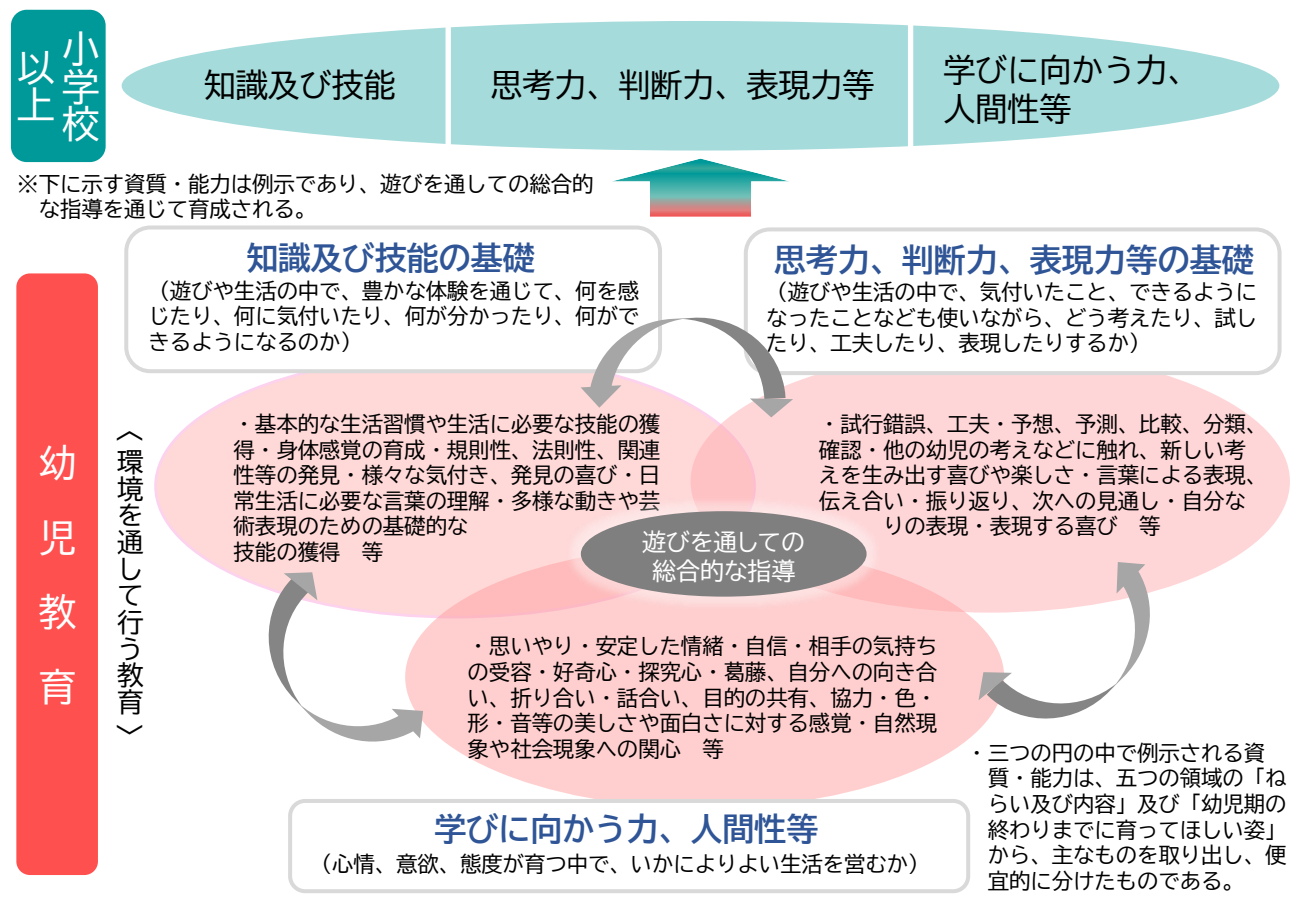 小学校
以上
知識及び技能
思考力、判断力、表現力等
学びに向かう力、
人間性等
※下に示す資質・能力は例示であり、遊びを通しての総合的
な指導を通じて育成される。
知識及び技能の基礎
（遊びや生活の中で、豊かな体験を通じて、何を感
じたり、何に気付いたり、何が分かったり、何がで
きるようになるのか）
思考力、判断力、表現力等の基礎
（遊びや生活の中で、気付いたこと、できるように
なったことなども使いながら、どう考えたり、試し
たり、工夫したり、表現したりするか）
幼児教育
〈環境を通して行う教育〉
・基本的な生活習慣や生活に必要な技能の獲
得・身体感覚の育成・規則性、法則性、関連
性等の発見・様々な気付き、発見の喜び・日
常生活に必要な言葉の理解・多様な動きや芸
術表現のための基礎的な
技能の獲得　等
・試行錯誤、工夫・予想、予測、比較、分類、
確認・他の幼児の考えなどに触れ、新しい考
えを生み出す喜びや楽しさ・言葉による表現、
伝え合い・振り返り、次への見通し・自分な
りの表現・表現する喜び　等
遊びを通しての
総合的な指導
・思いやり・安定した情緒・自信・相手の気持ち
の受容・好奇心・探究心・葛藤、自分への向き合
い、折り合い・話合い、目的の共有、協力・色・
形・音等の美しさや面白さに対する感覚・自然現
象や社会現象への関心　等
学びに向かう力、人間性等
（心情、意欲、態度が育つ中で、いかによりよい生活を営むか）
・三つの円の中で例示される資
質・能力は、五つの領域の「ね
らい及び内容」及び「幼児期の
終わりまでに育ってほしい姿」
から、主なものを取り出し、便
宜的に分けたものである。